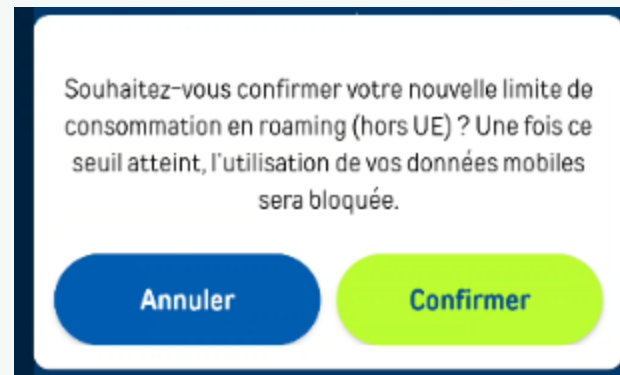 Souhaitez-vous confirmer votre nouvelle limite de
consommation en roaming (hors UE) ? Une fois ce
seuil atteint, l'utilisation de vos données mobiles
sera bloquée.
Annuler
Confirmer